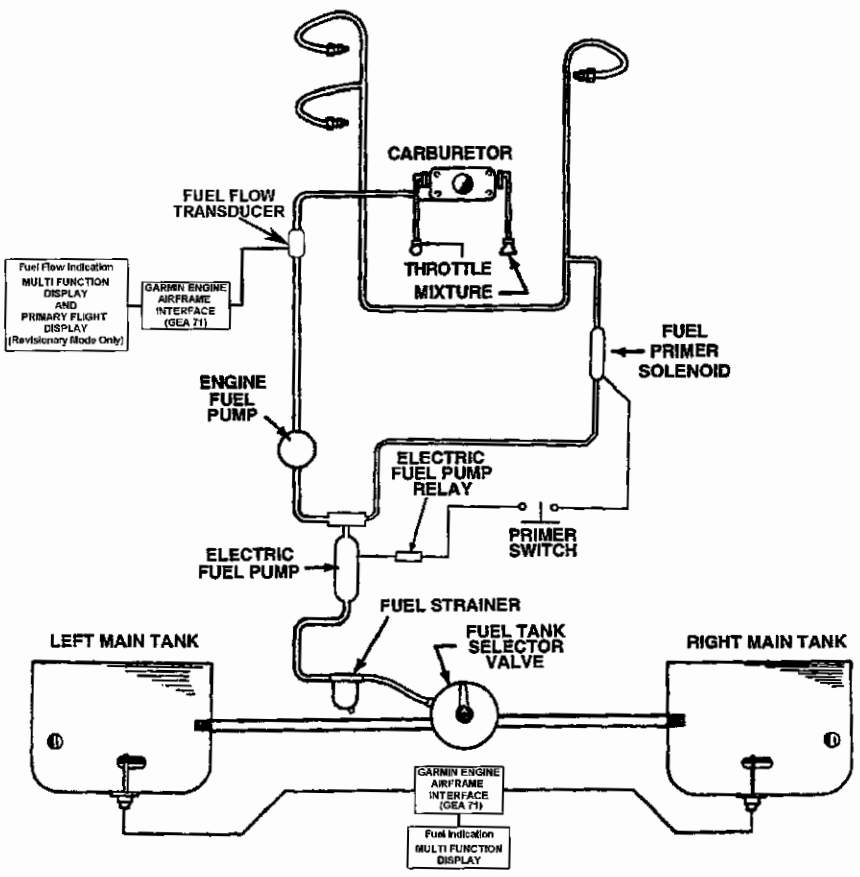 CARBURETOR
FUEL FLOW
TRANSDUCER
THROTTLE
MIXTURE
Fuel Flow Indication
MULTI FUNCTION
DISPLAY
AND
PRIMARY FLIGHT
DISPLAY
(Revisionary Mode Only)
GARMIN ENGINE
AIRFRAME
INTERFACE
(GEA 71)
FUEL
PRIMER
SOLENOID
ENGINE
FUEL
PUMP
ELECTRIC
FUEL PUMP
RELAY
PRIMER
SWITCH
ELECTRIC
FUEL PUMP
FUEL STRAINER
FUEL TANK
SELECTOR
VALVE
LEFT MAIN TANK
RIGHT MAIN TANK
GARMIN ENGINE
AIRFRAME
INTERFACE
(GEA 71)
Fuel Indication
MULTI FUNCTION
DISPLAY